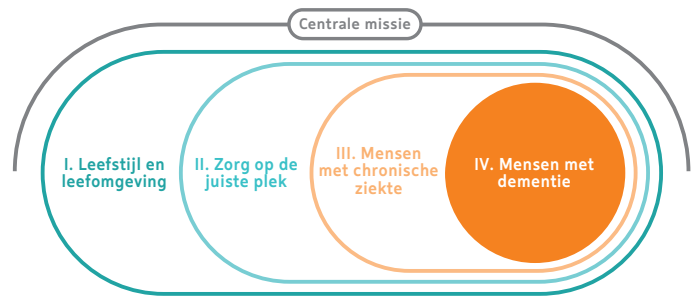 Centrale missie
I. Leefstijl en
leefomgeving
II. Zorg op de
juiste plek
III. Mensen
met chronische
ziekte
IV. Mensen met
dementie